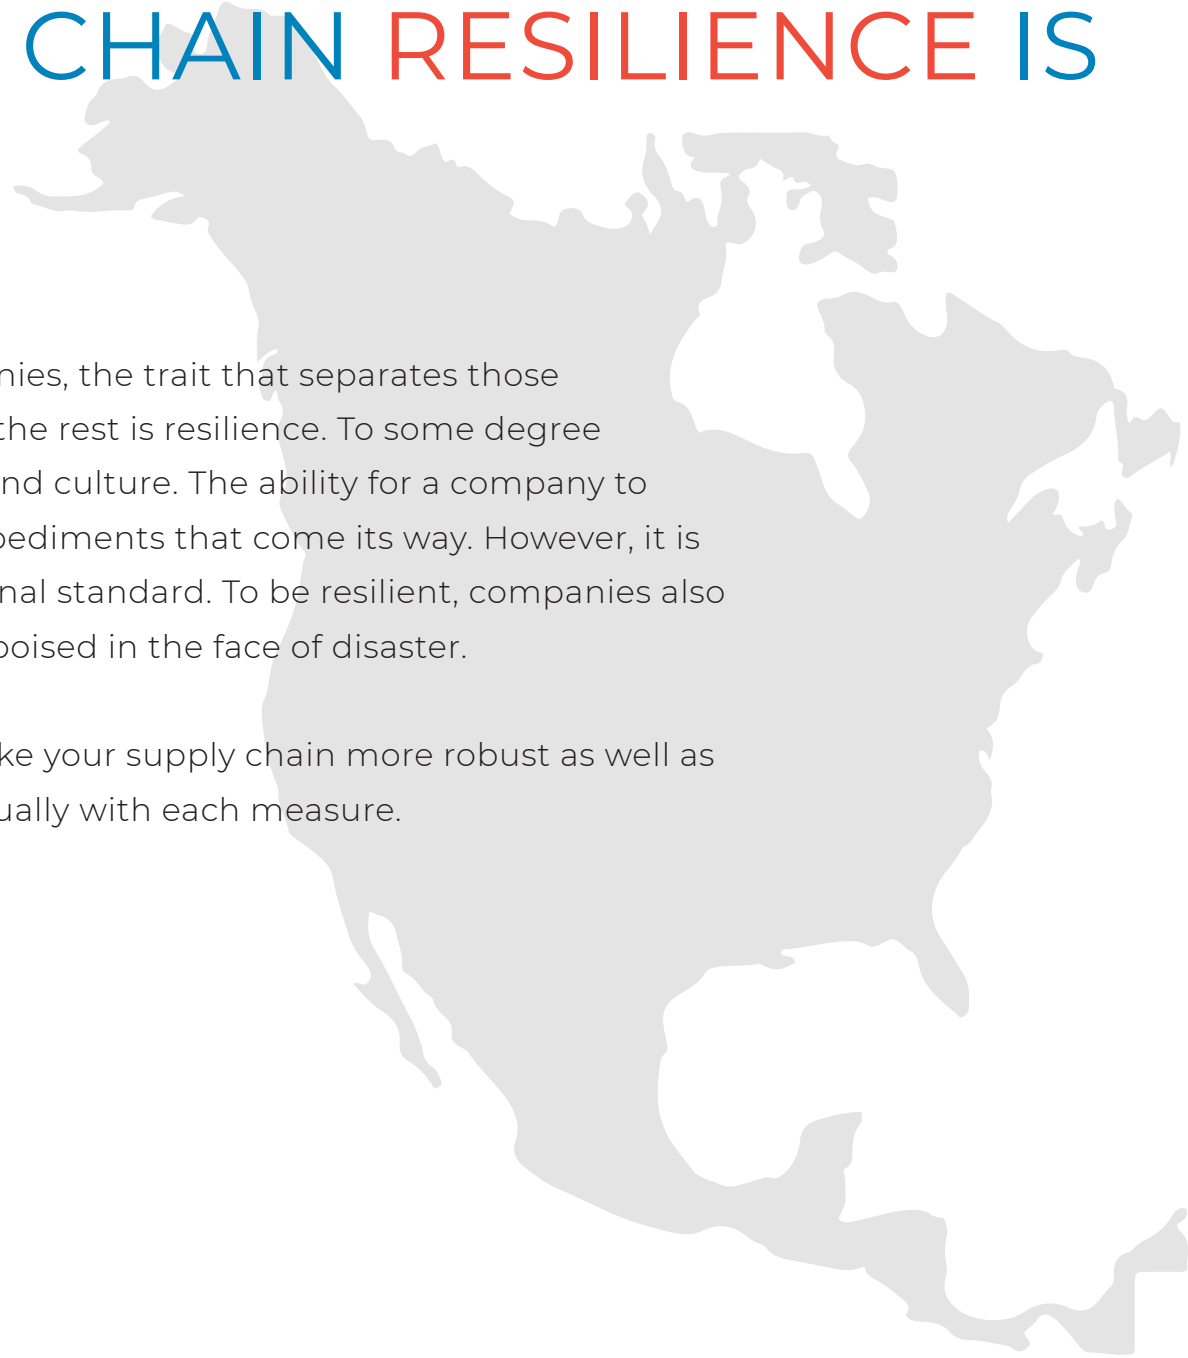 CHAIN RESILIENCE IS
nies, the trait that separates those
the rest is resilience. To some degree
nd culture. The ability for a company to
pediments that come its way. However, it is
nal standard. To be resilient, companies also
poised in the face of disaster.
ke your supply chain more robust as well as
ually with each measure.